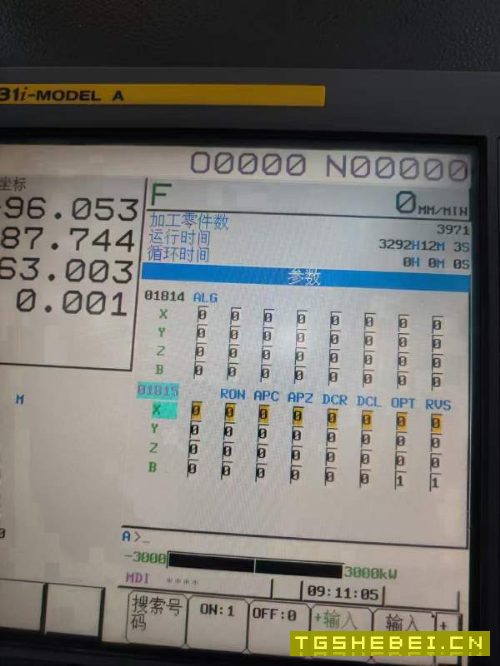 31i-MODEL A
O0000 N00000
坐标
-96.053
87.744
63.003
0.001
F 0MM/MIN
加工零件数 3971
运行时间 3292H12M 3S
循环时间 0H 0M 0S
参数
01814 ALG
X 0 0 0 0 0 0 0 0
Y 0 0 0 0 0 0 0 0
Z 0 0 0 0 0 0 0 0
B 0 0 0 0 0 0 0 0
01815 RON APC APZ DCR DCL OPT RVS
X 0 0 0 0 0 0 0 0
Y 0 0 0 0 0 0 0 0
Z 0 0 0 0 0 0 0 0
B 0 0 0 0 0 0 1 1
M
A>_
-3000 3000kW
MDI ****
09:11:05
搜索号码 ON:1 OFF:0 +输入 输入 +
TGSHEBEI.CN